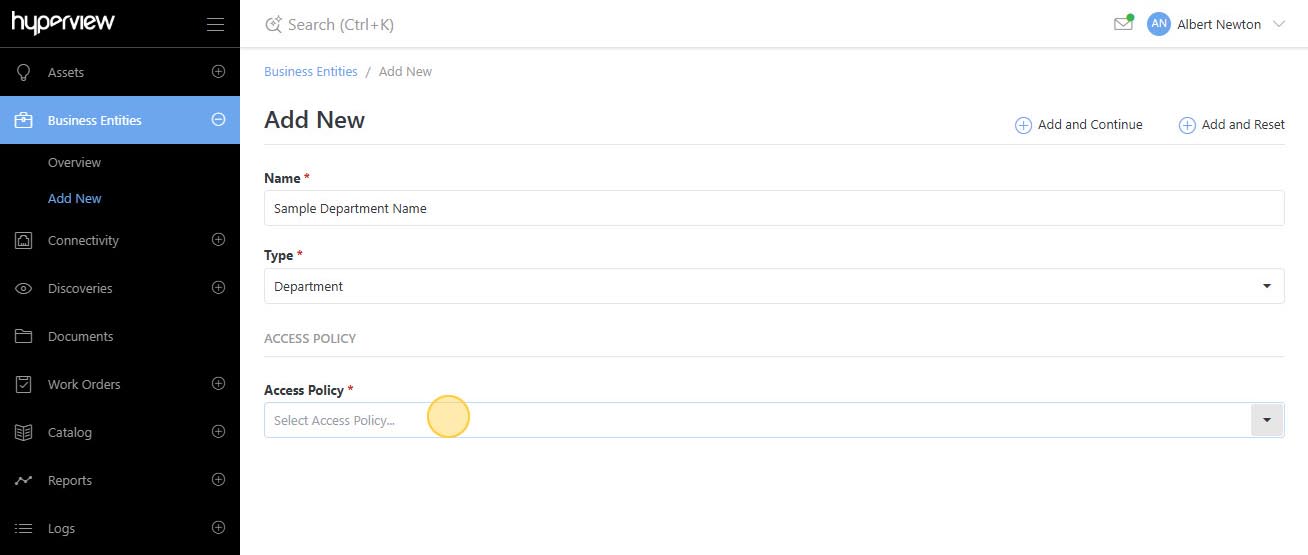 hyperview
Search (Ctrl+K)
AN
Albert Newton
Assets
Business Entities
Overview
Add New
Connectivity
Discoveries
Documents
Work Orders
Catalog
Reports
Logs
Business Entities / Add New
Add New
Add and Continue
Add and Reset
Name *
Sample Department Name
Type *
Department
ACCESS POLICY
Access Policy *
Select Access Policy...